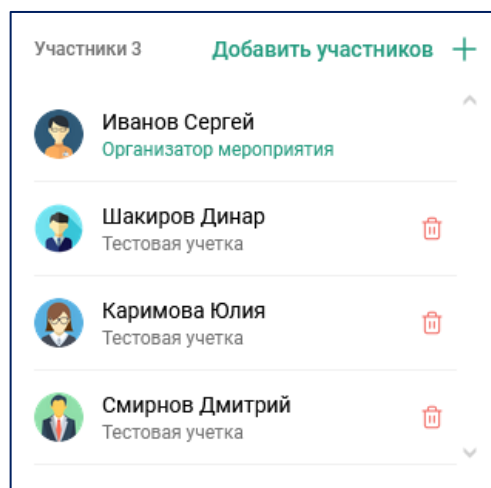 Участники 3 Добавить участников +
Иванов Сергей
Организатор мероприятия
Шакиров Динар
Тестовая учетка
Каримова Юлия
Тестовая учетка
Смирнов Дмитрий
Тестовая учетка